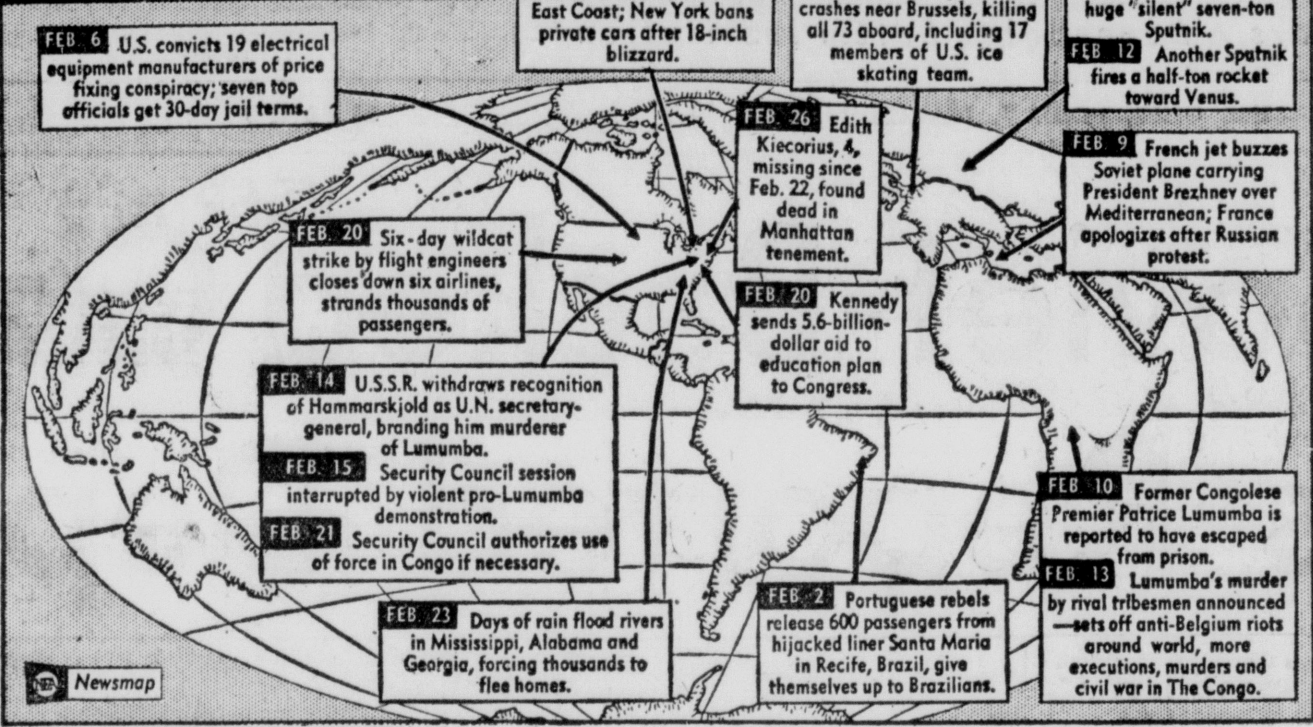 East Coast; New York bans
private cars after 18-inch
blizzard.
crashes near Brussels, killing
all 73 aboard, including 17
members of U.S. ice
skating team.
huge "silent" seven-ton
Sputnik.
FEB. 12 Another Sputnik
fires a half-ton rocket
toward Venus.
FEB. 6 U.S. convicts 19 electrical
equipment manufacturers of price
fixing conspiracy; seven top
officials get 30-day jail terms.
FEB. 26 Edith
Kiecorius, 4,
missing since
Feb. 22, found
dead in
Manhattan
tenement.
FEB. 9 French jet buzzes
Soviet plane carrying
President Brezhnev over
Mediterranean; France
apologizes after Russian
protest.
FEB. 20 Six-day wildcat
strike by flight engineers
closes down six airlines,
strands thousands of
passengers.
FEB. 20 Kennedy
sends 5.6-billion-
dollar aid to
education plan
to Congress.
FEB. 14 U.S.S.R. withdraws recognition
of Hammarskjold as U.N. secretary-
general, branding him murderer
of Lumumba.
FEB. 15 Security Council session
interrupted by violent pro-Lumumba
demonstration.
FEB. 21 Security Council authorizes use
of force in Congo if necessary.
FEB. 10 Former Congolese
Premier Patrice Lumumba is
reported to have escaped
from prison.
FEB. 13 Lumumba's murder
by rival tribesmen announced
—sets off anti-Belgium riots
around world, more
executions, murders and
civil war in The Congo.
FEB. 23 Days of rain flood rivers
in Mississippi, Alabama and
Georgia, forcing thousands to
flee homes.
FEB. 2 Portuguese rebels
release 600 passengers from
hijacked liner Santa Maria
in Recife, Brazil, give
themselves up to Brazilians.
NEA Newsmap